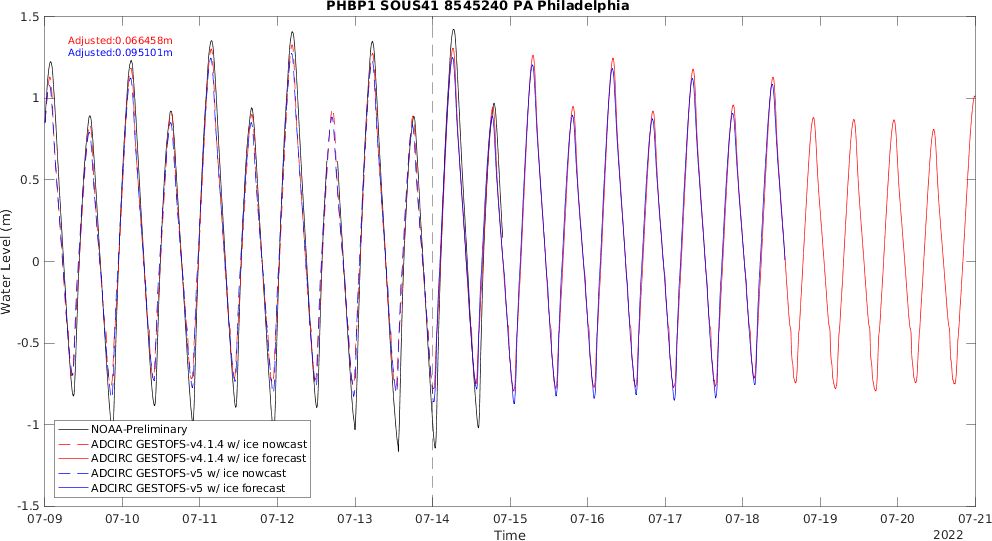 PHBP1 SOUS41 8545240 PA Philadelphia
Adjusted:0.066458m
Adjusted:0.095101m
1.5
1
0.5
0
-0.5
-1
-1.5
Water Level (m)
NOAA-Preliminary
ADCIRC GESTOFS-v4.1.4 w/ ice nowcast
ADCIRC GESTOFS-v4.1.4 w/ ice forecast
ADCIRC GESTOFS-v5 w/ ice nowcast
ADCIRC GESTOFS-v5 w/ ice forecast
07-09 07-10 07-11 07-12 07-13 07-14 07-15 07-16 07-17 07-18 07-19 07-20 07-21
Time
2022